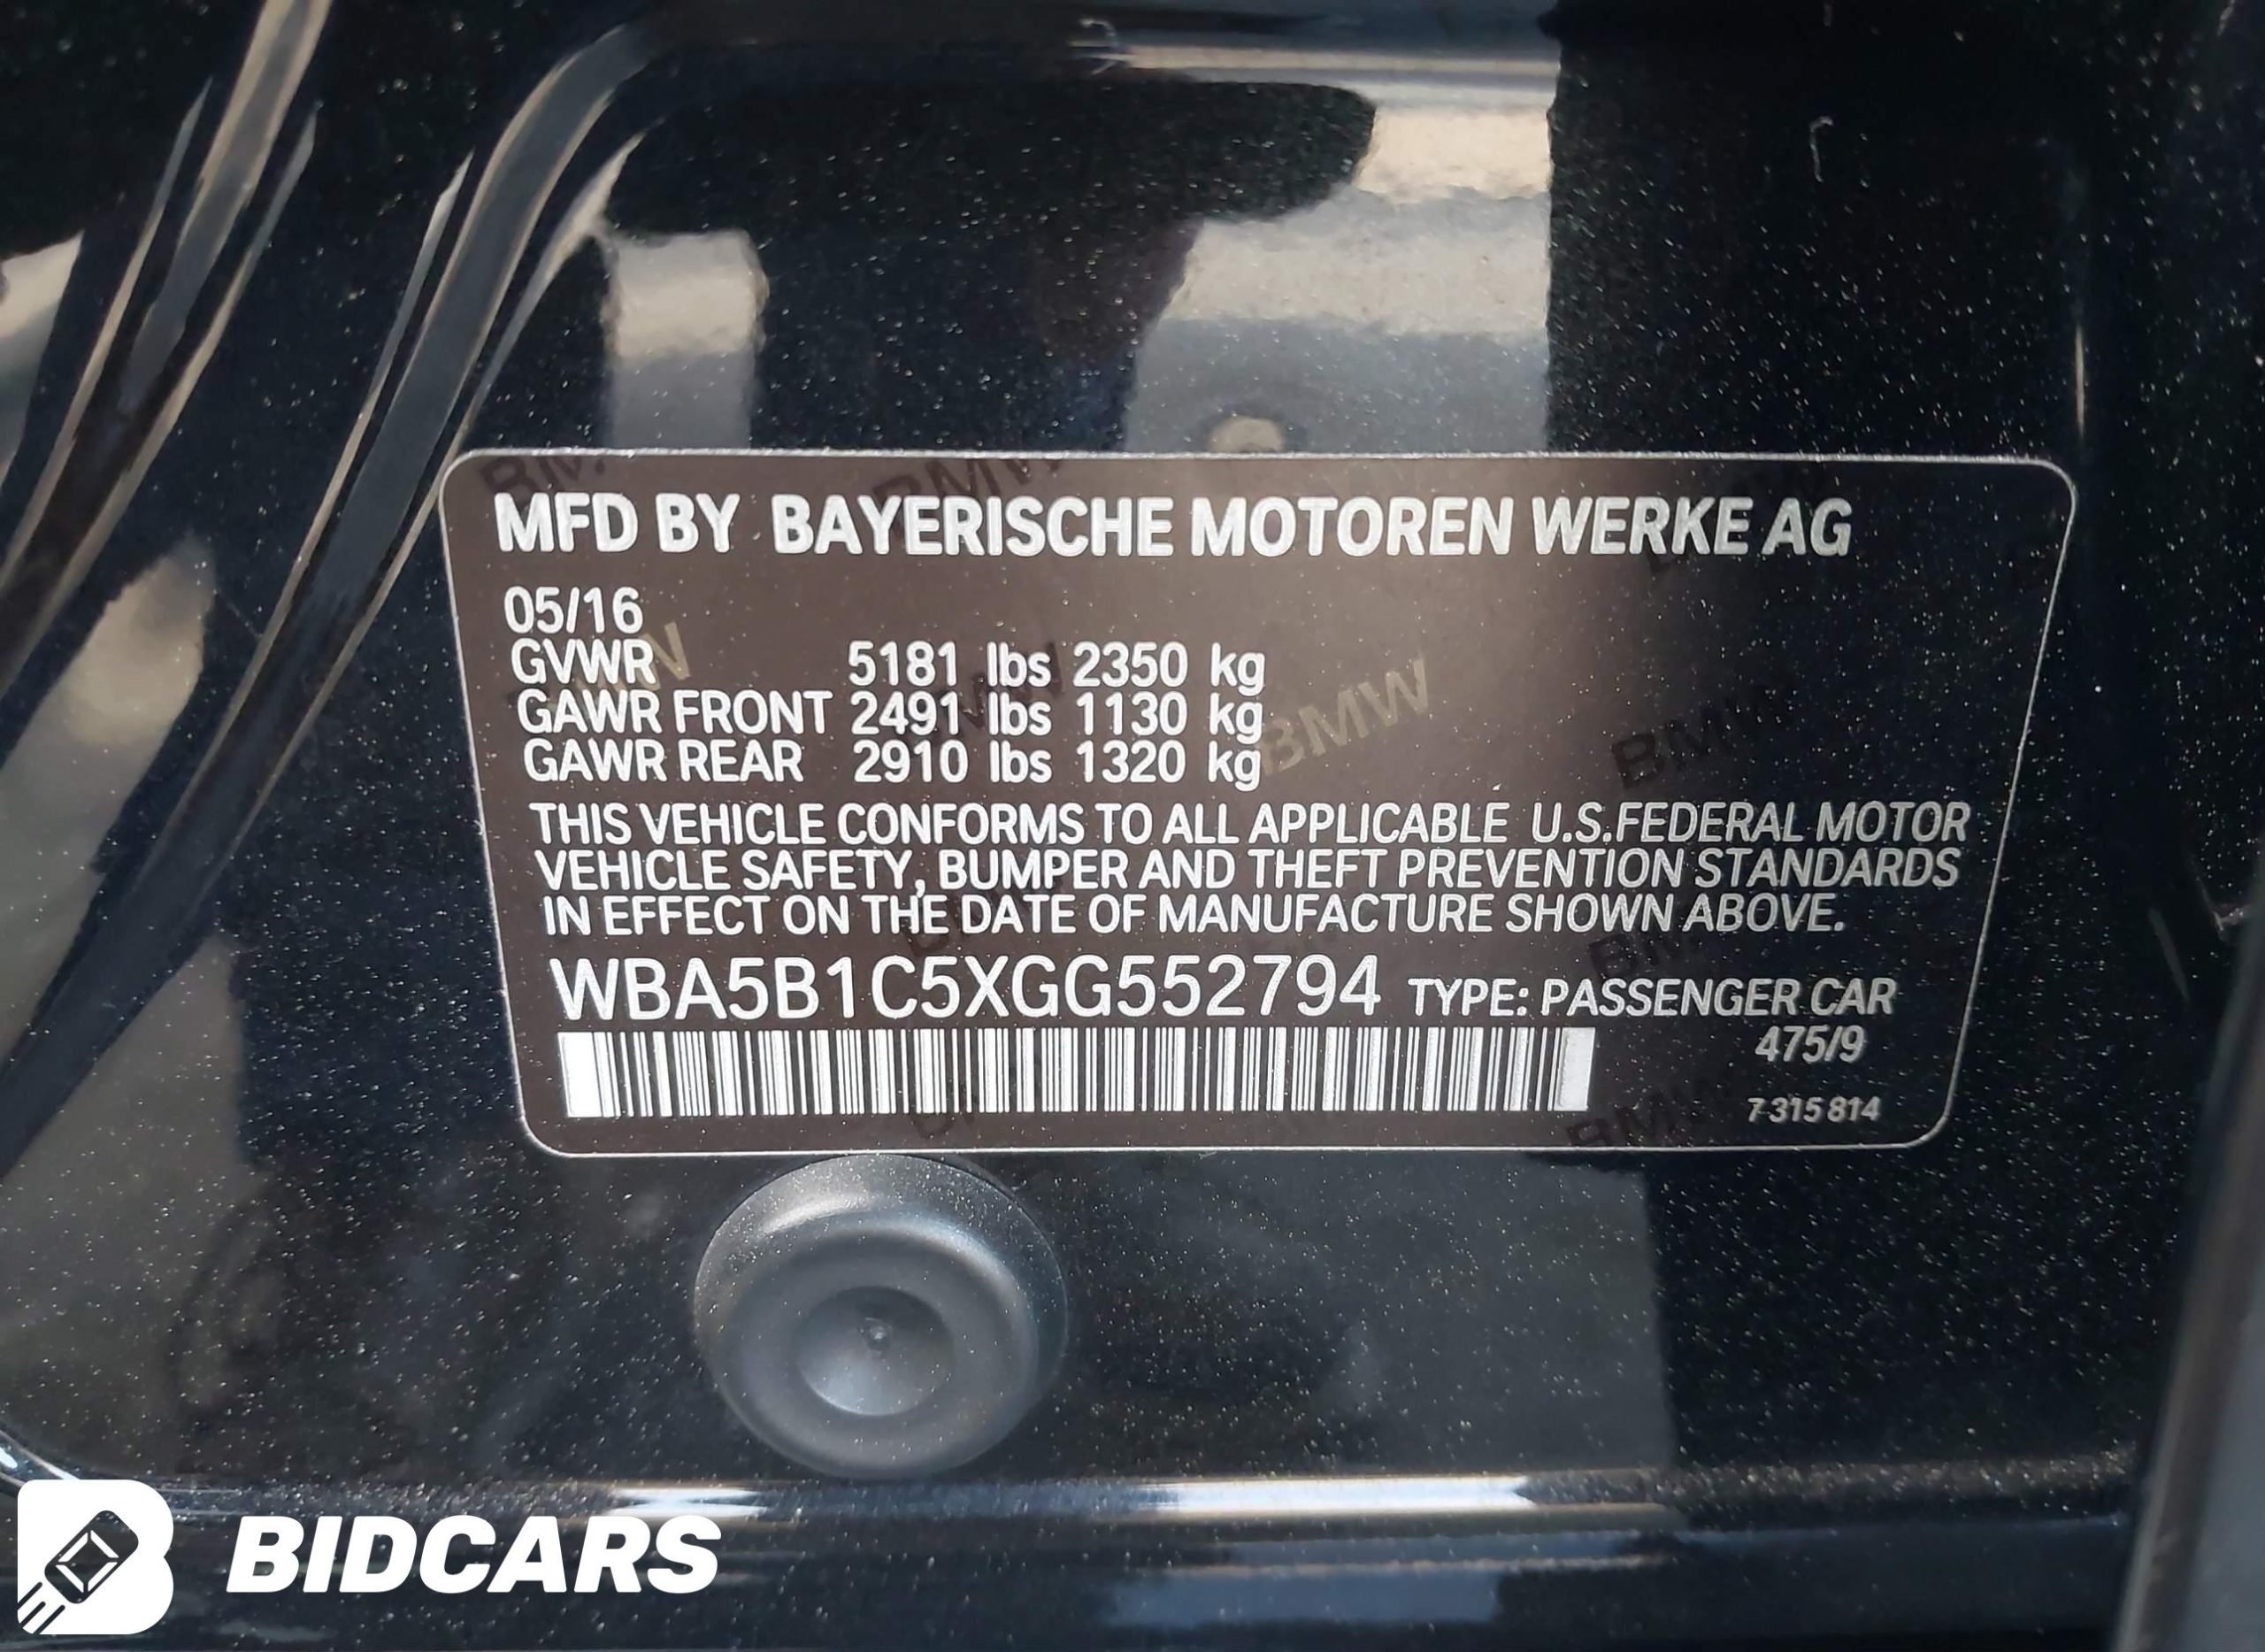 MFD BY BAYERISCHE MOTOREN WERKE AG
05/16
GVWR 5181 lbs 2350 kg
GAWR FRONT 2491 lbs 1130 kg
GAWR REAR 2910 lbs 1320 kg
THIS VEHICLE CONFORMS TO ALL APPLICABLE U.S.FEDERAL MOTOR
VEHICLE SAFETY, BUMPER AND THEFT PREVENTION STANDARDS
IN EFFECT ON THE DATE OF MANUFACTURE SHOWN ABOVE.
WBA5B1C5XGG552794 TYPE: PASSENGER CAR
475/9
7 315 814
BIDCARS